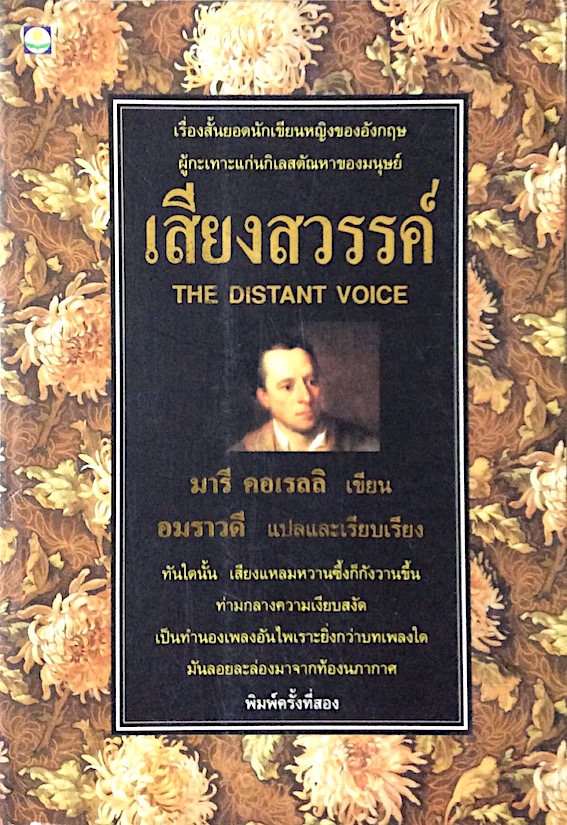 เรื่องสั้นยอดนักเขียนหญิงของอังกฤษ
ผู้กะเทาะแก่นกิเลสตัณหาของมนุษย์
เสียงสวรรค์
THE DISTANT VOICE
มารี คอเรลลิ เขียน
อมราวดี แปลและเรียบเรียง
ทันใดนั้น เสียงแหลมหวานซึ้งก็กังวานขึ้น
ท่ามกลางความเงียบสงัด
เป็นทำนองเพลงอันไพเราะยิ่งกว่าบทเพลงใด
มันลอยละล่องมาจากท้องนภากาศ
พิมพ์ครั้งที่สอง